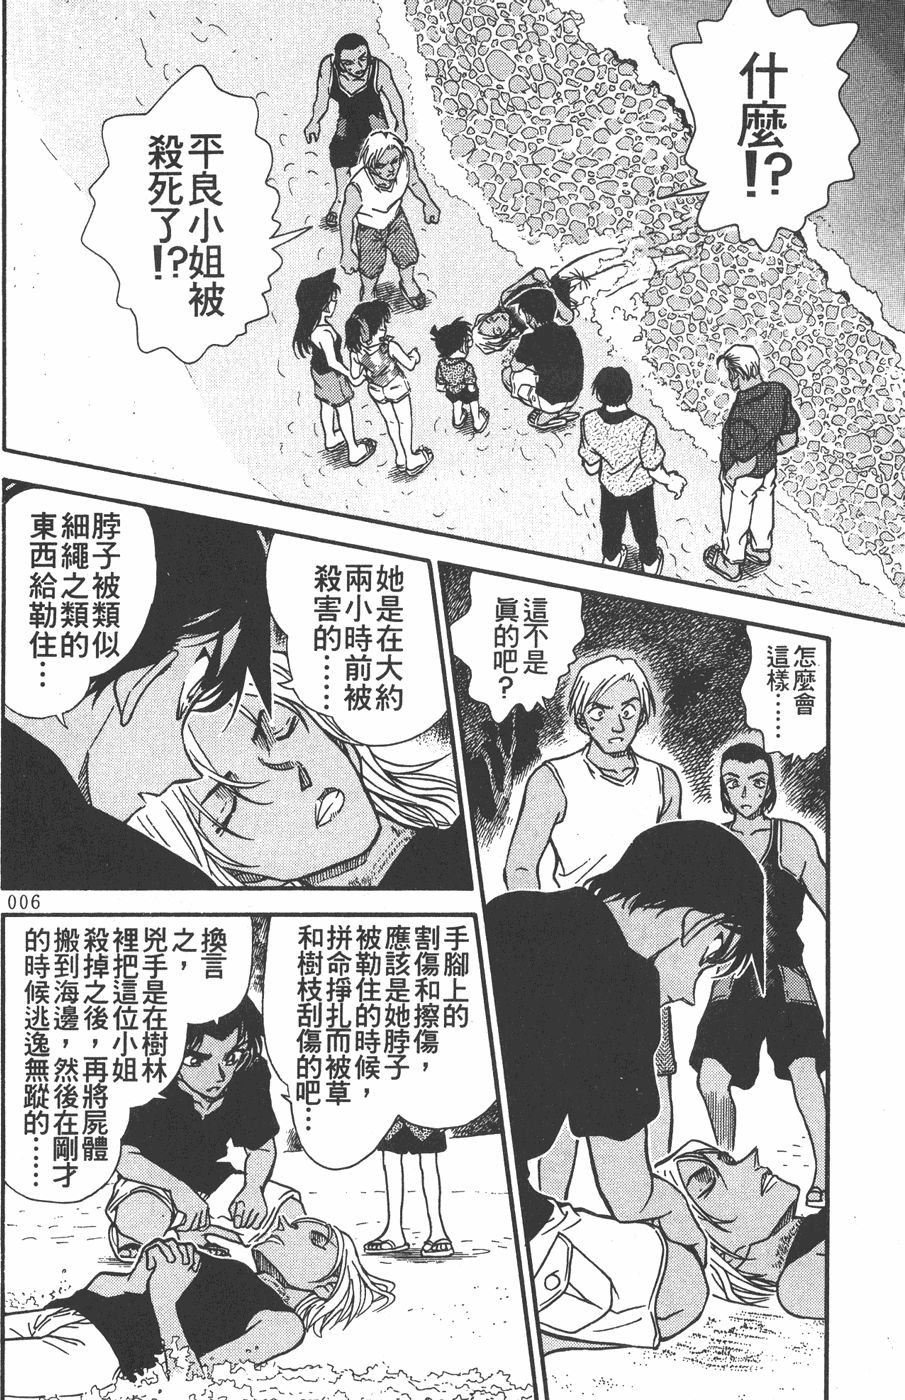 什麼!?
平良小姐被
殺死了!?
怎麼會
這樣……
這不是
眞的吧？
她是在大約
兩小時前被
殺害的……
脖子被類似
細繩之類的
東西給勒住…
手腳上的
割傷和擦傷，
應該是她脖子
被勒住的時候，
拼命掙扎而被草
和樹枝刮傷的吧…
換言
之，
兇手是在樹林
裡把這位小姐
殺掉之後，再將屍體
搬到海邊，然後在剛才
的時候逃逸無蹤的……
006